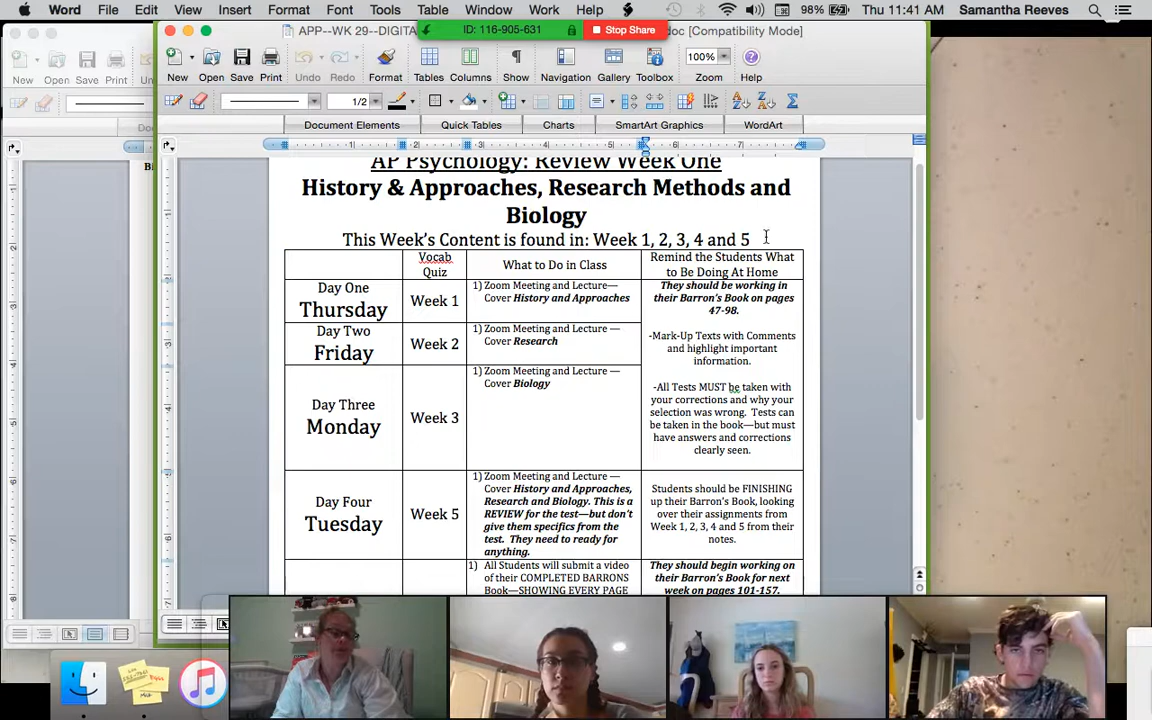 Word File Edit View Insert Format Font Tools Table Window Work Help 98% Thu 11:41 AM Samantha Reeves
APP--WK 29--DIGITA ID: 116-905-631 Stop Share doc [Compatibility Mode]
100%
New Open Save Print Undo Redo Format Tables Columns Show Navigation Gallery Toolbox Zoom Help
New Open Save Print
1/2
Document Elements Quick Tables Charts SmartArt Graphics WordArt
1 2 3 4 5 6 7
AP Psychology: Review Week One
History & Approaches, Research Methods and
Biology
This Week's Content is found in: Week 1, 2, 3, 4 and 5
Vocab
Quiz
What to Do in Class
Remind the Students What
to Be Doing At Home
Day One
Thursday
Week 1
1) Zoom Meeting and Lecture—
Cover History and Approaches
They should be working in
their Barron's Book on pages
47-98.
-Mark-Up Texts with Comments
and highlight important
information.
-All Tests MUST be taken with
your corrections and why your
selection was wrong. Tests can
be taken in the book—but must
have answers and corrections
clearly seen.
Day Two
Friday
Week 2
1) Zoom Meeting and Lecture —
Cover Research
Day Three
Monday
Week 3
1) Zoom Meeting and Lecture —
Cover Biology
Day Four
Tuesday
Week 5
1) Zoom Meeting and Lecture —
Cover History and Approaches,
Research and Biology. This is a
REVIEW for the test—but don't
give them specifics from the
test. They need to ready for
anything.
Students should be FINISHING
up their Barron's Book, looking
over their assignments from
Week 1, 2, 3, 4 and 5 from their
notes.
1) All Students will submit a video
of their COMPLETED BARRONS
Book—SHOWING EVERY PAGE
They should begin working on
their Barron's Book for next
week on pages 101-157.